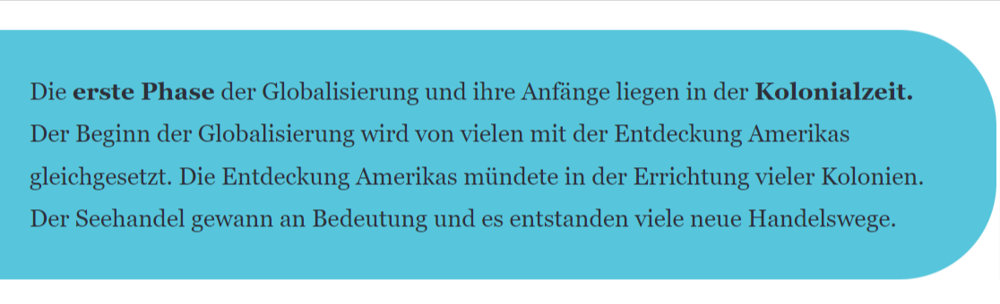 Die erste Phase der Globalisierung und ihre Anfänge liegen in der Kolonialzeit.
Der Beginn der Globalisierung wird von vielen mit der Entdeckung Amerikas
gleichgesetzt. Die Entdeckung Amerikas mündete in der Errichtung vieler Kolonien.
Der Seehandel gewann an Bedeutung und es entstanden viele neue Handelswege.